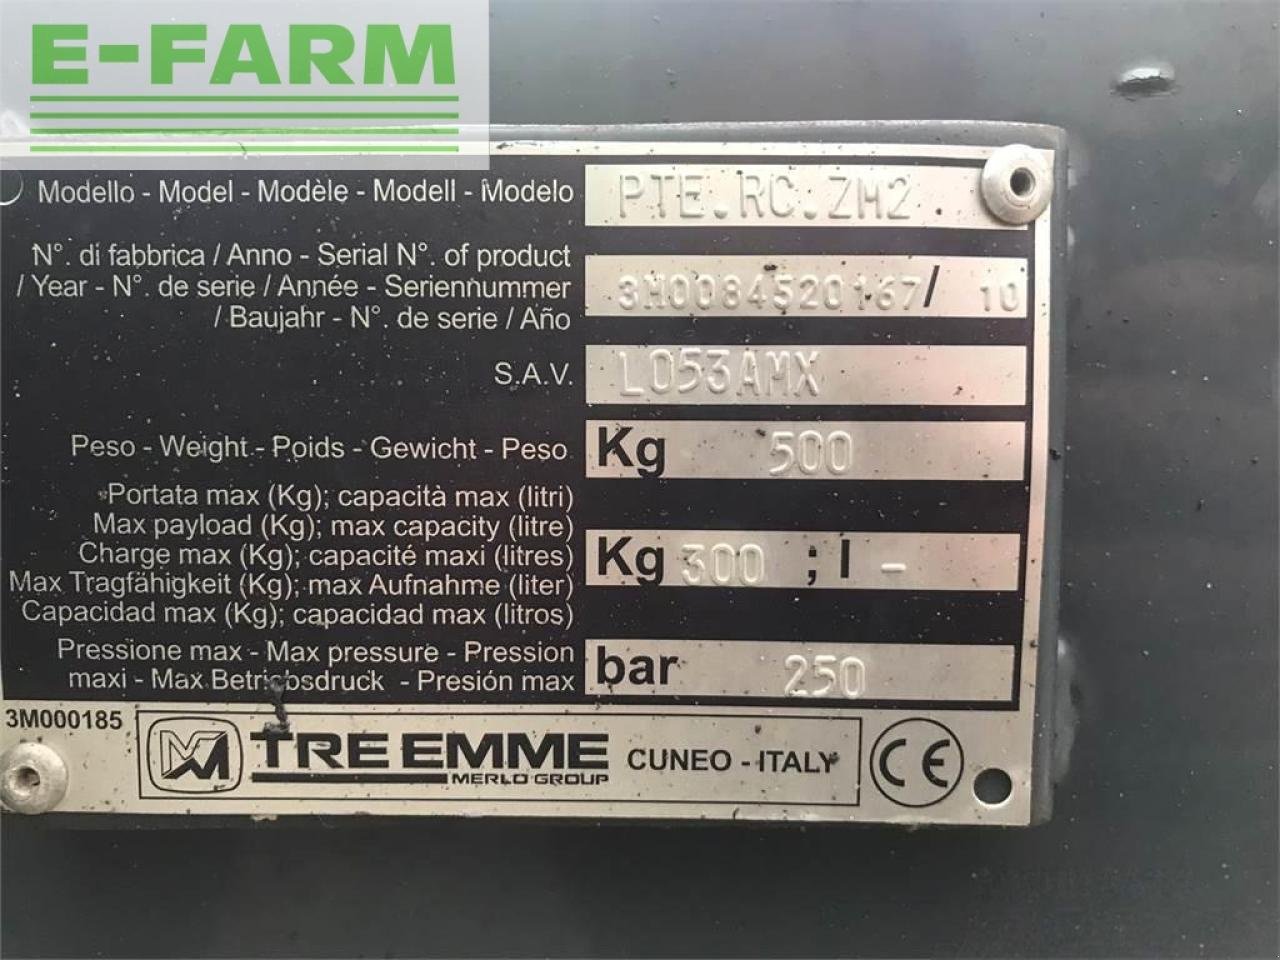 E-FARM
Modello - Model - Modèle - Modell - Modelo PTE.RC.ZM2
N°. di fabbrica / Anno - Serial N°. of product
/ Year - N°. de serie / Année - Seriennummer 3M0084520167/ 10
/ Baujahr - N°. de serie / Año
S.A.V. L053AMX
Peso - Weight - Poids - Gewicht - Peso Kg 500
Portata max (Kg); capacità max (litri)
Max payload (Kg); max capacity (litre)
Charge max (Kg); capacité maxi (litres) Kg 300 ; l -
Max Tragfähigkeit (Kg); max Aufnahme (liter)
Capacidad max (Kg); capacidad max (litros)
Pressione max - Max pressure - Pression bar 250
maxi - Max Betriebsdruck - Presión max
3M000185 TRE EMME CUNEO - ITALY CE
MERLO GROUP